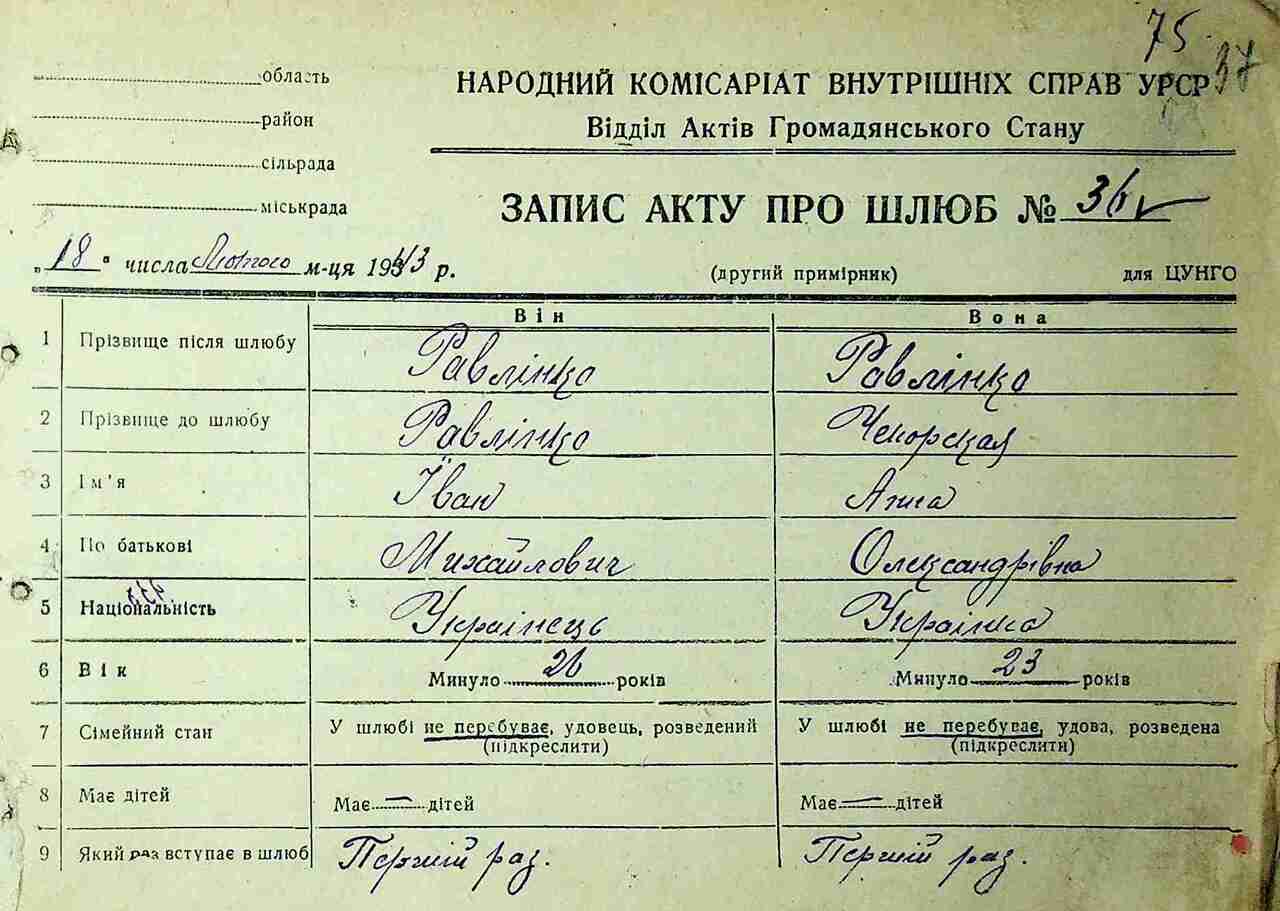 75
37
область
район
сільрада
міськрада
НАРОДНИЙ КОМІСАРІАТ ВНУТРІШНІХ СПРАВ УРСР
Відділ Актів Громадянського Стану
ЗАПИС АКТУ ПРО ШЛЮБ № 36
„18" числа Лютого м-ця 1943 р.
(другий примірник)
для ЦУНГО
Він Вона
1 Прізвище після шлюбу Равлінко Равлінко
2 Прізвище до шлюбу Равлінко Чекорская
3 Ім'я Іван Анна
4 По батькові Михайлович Олександрівна
5 Національність Украінець Украінка
6 Вік Минуло 26 років Минуло 23 років
7 Сімейний стан У шлюбі не перебуває, удовець, розведений У шлюбі не перебуває, удова, розведена
(підкреслити) (підкреслити)
8 Має дітей Має — дітей Має — дітей
9 Який раз вступає в шлюб Перший раз. Перший раз.